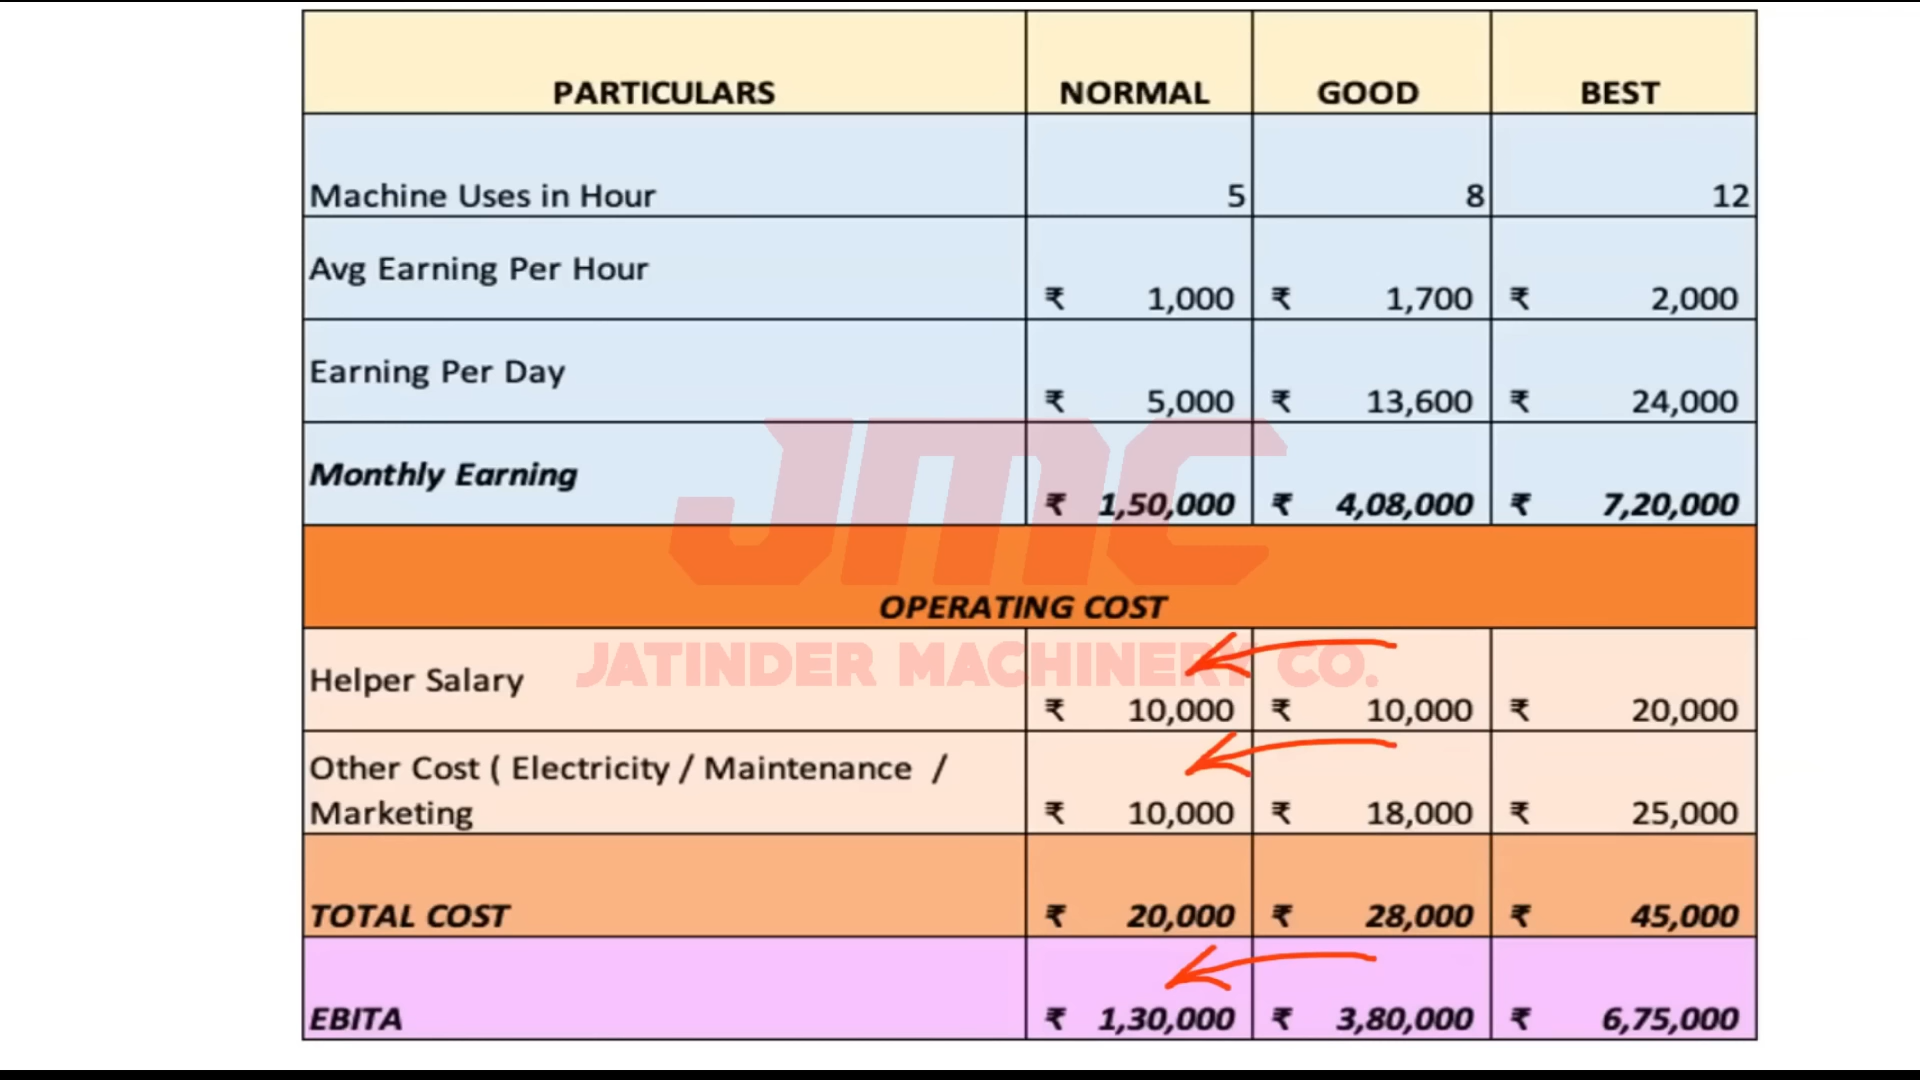 PARTICULARS NORMAL GOOD BEST
Machine Uses in Hour 5 8 12
Avg Earning Per Hour ₹ 1,000 ₹ 1,700 ₹ 2,000
Earning Per Day ₹ 5,000 ₹ 13,600 ₹ 24,000
Monthly Earning ₹ 1,50,000 ₹ 4,08,000 ₹ 7,20,000
JMC
OPERATING COST
JATINDER MACHINERY CO.
Helper Salary ₹ 10,000 ₹ 10,000 ₹ 20,000
Other Cost ( Electricity / Maintenance /
Marketing ₹ 10,000 ₹ 18,000 ₹ 25,000
TOTAL COST ₹ 20,000 ₹ 28,000 ₹ 45,000
EBITA ₹ 1,30,000 ₹ 3,80,000 ₹ 6,75,000